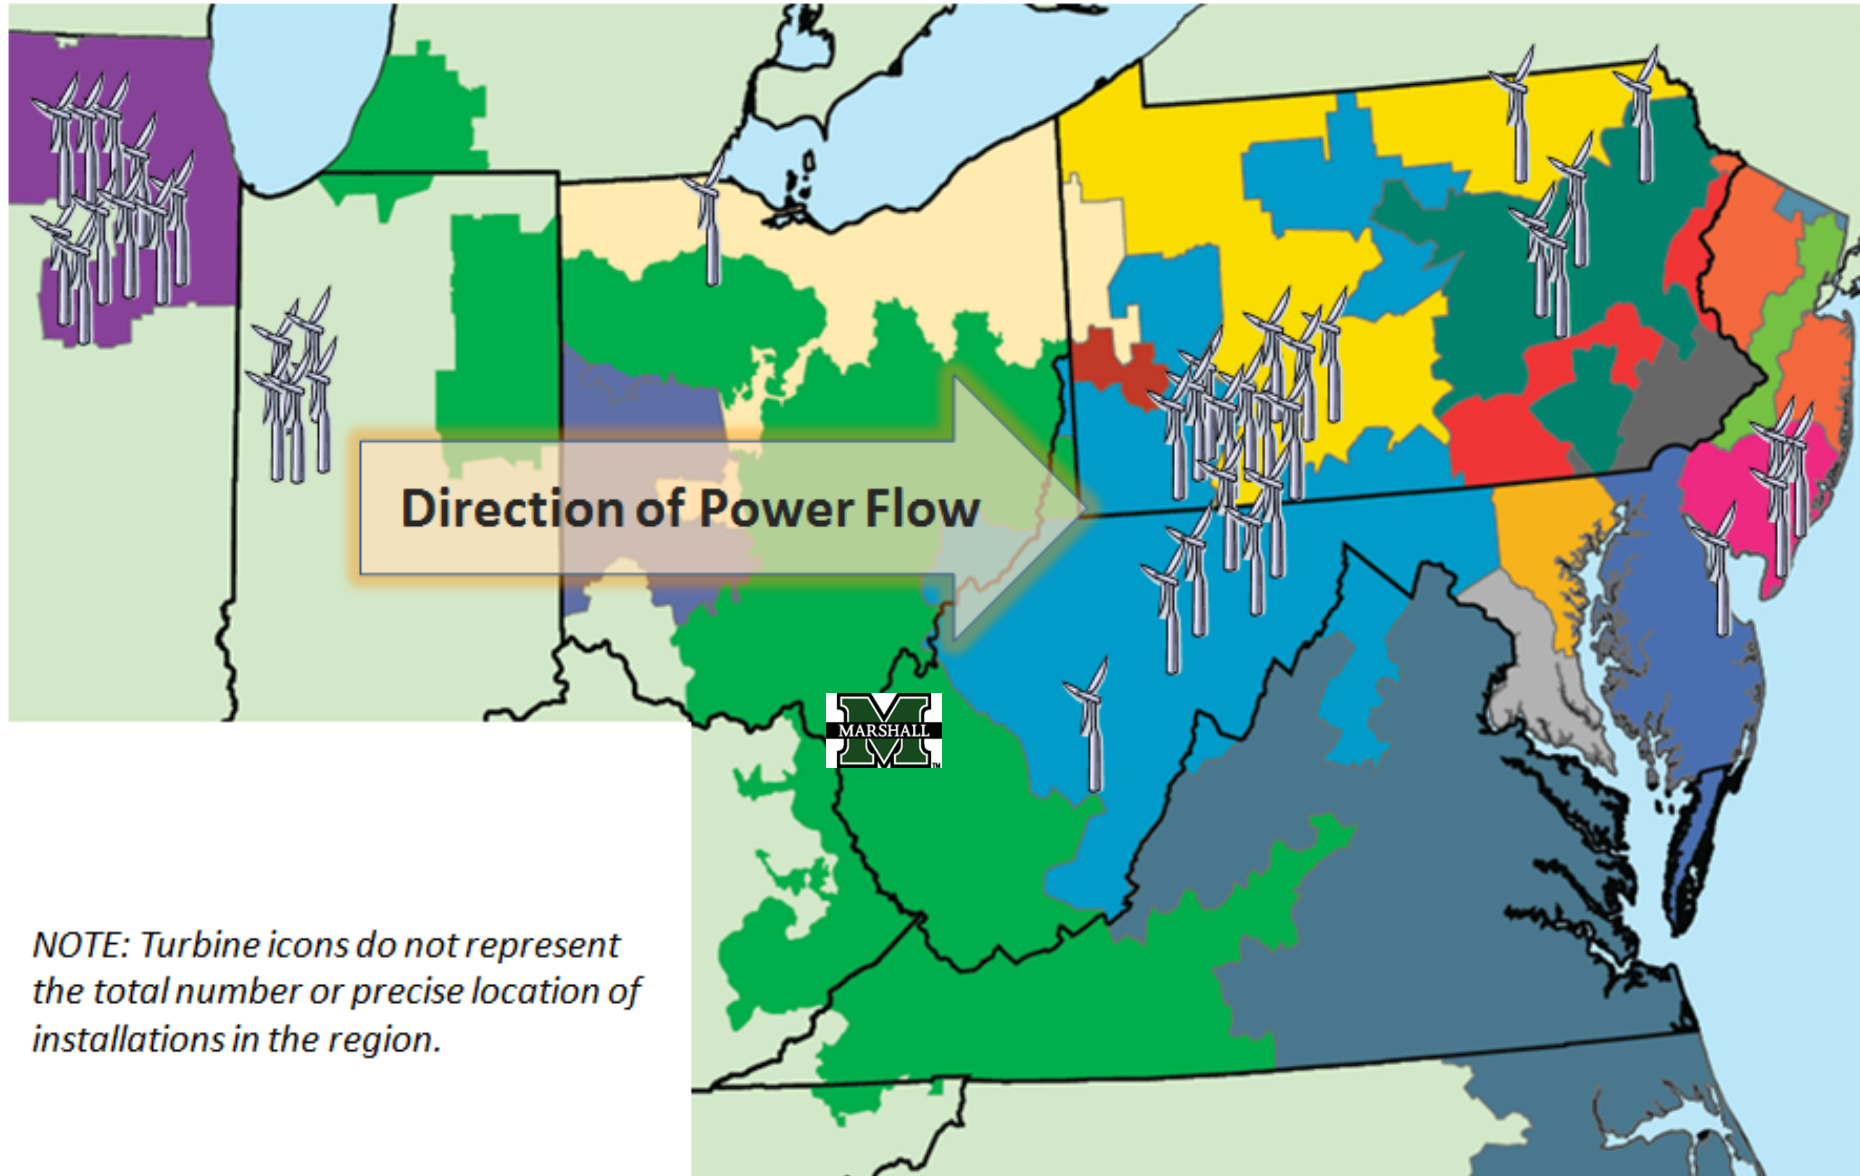 Direction of Power Flow
MARSHALL
TM
NOTE: Turbine icons do not represent
the total number or precise location of
installations in the region.